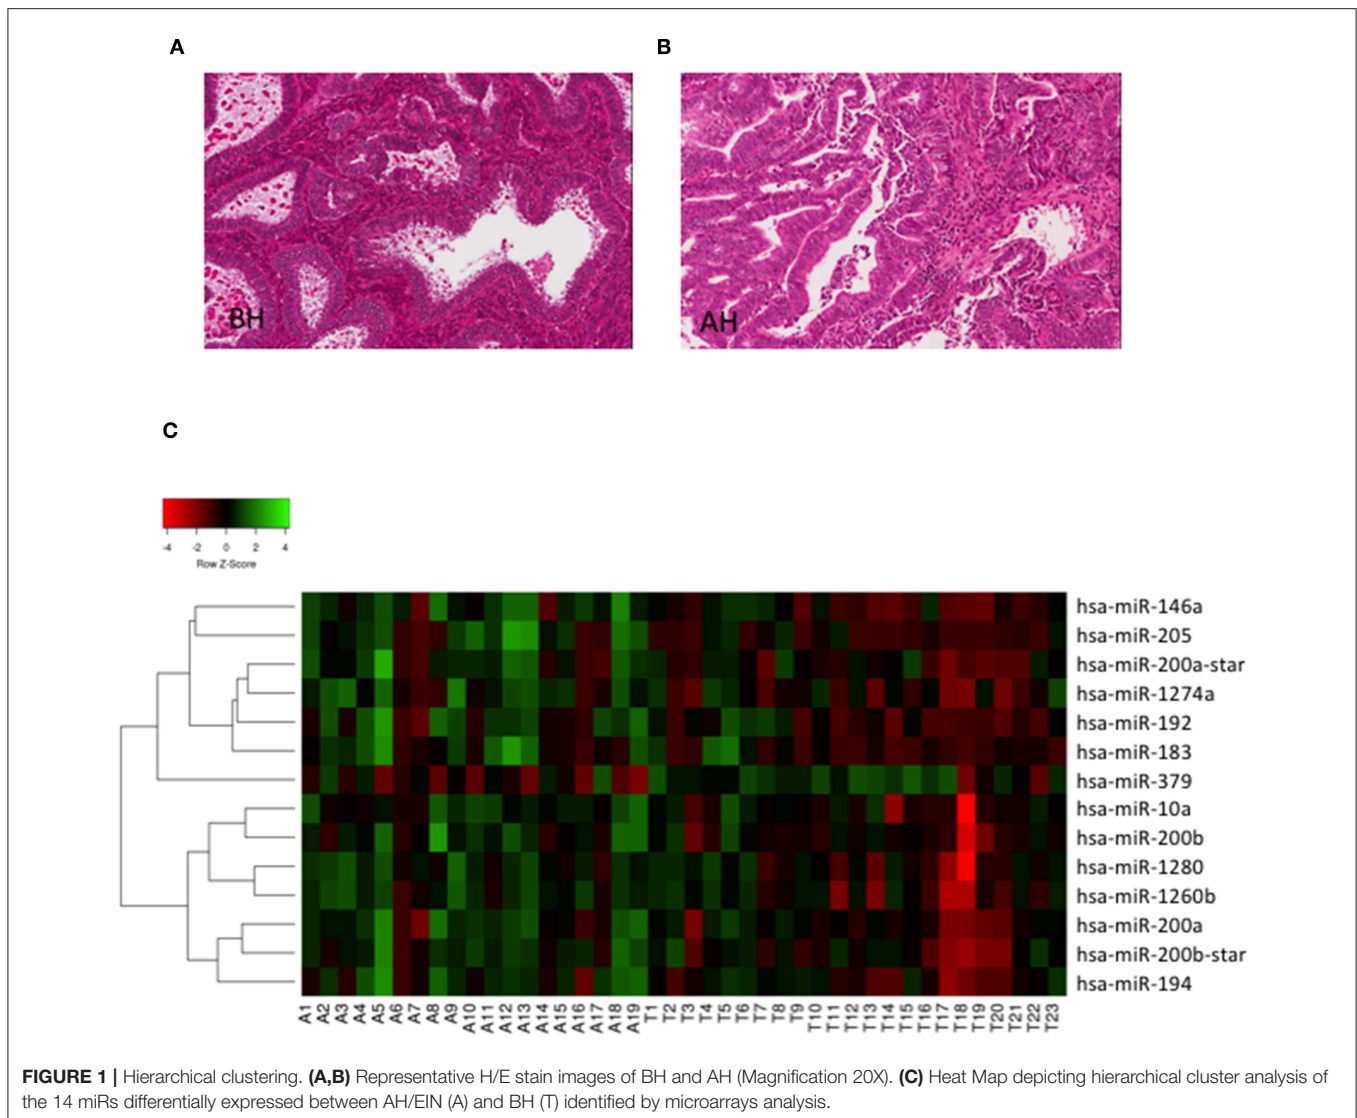 A
B
BH
AH
C
-4 -2 0 2 4
Row Z-Score
hsa-miR-146a
hsa-miR-205
hsa-miR-200a-star
hsa-miR-1274a
hsa-miR-192
hsa-miR-183
hsa-miR-379
hsa-miR-10a
hsa-miR-200b
hsa-miR-1280
hsa-miR-1260b
hsa-miR-200a
hsa-miR-200b-star
hsa-miR-194
A1 A2 A3 A4 A5 A6 A7 A8 A9 A10 A11 A12 A13 A14 A15 A16 A17 A18 A19 T1 T2 T3 T4 T5 T6 T7 T8 T9 T10 T11 T12 T13 T14 T15 T16 T17 T18 T19 T20 T21 T22 T23
FIGURE 1 | Hierarchical clustering. (A,B) Representative H/E stain images of BH and AH (Magnification 20X). (C) Heat Map depicting hierarchical cluster analysis of
the 14 miRs differentially expressed between AH/EIN (A) and BH (T) identified by microarrays analysis.